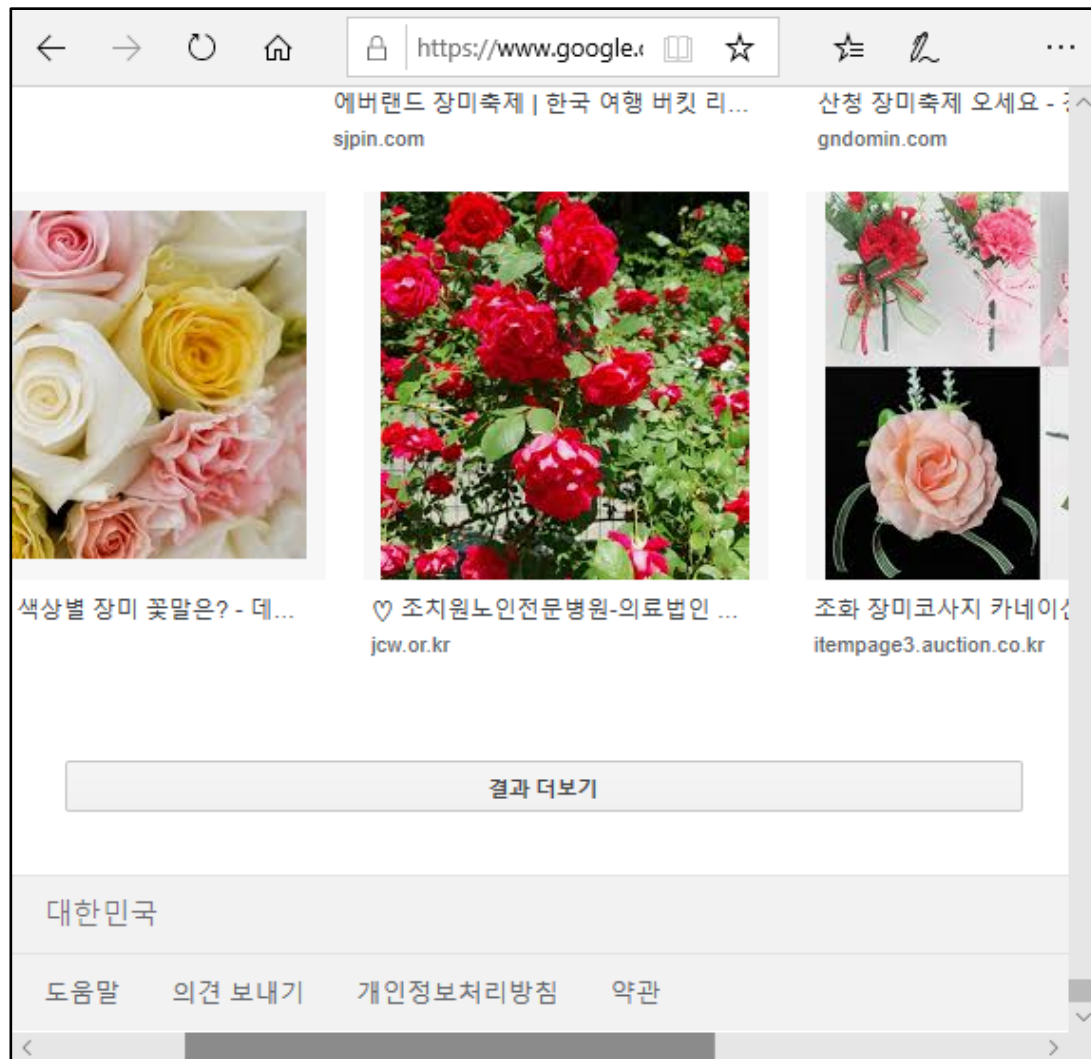 https://www.google.
에버랜드 장미축제 | 한국 여행 버킷 리...
sjpin.com
산청 장미축제 오세요 -
gndomin.com
색상별 장미 꽃말은? - 데...
♡ 조치원노인전문병원-의료법인 ...
jcw.or.kr
조화 장미코사지 카네이션
itempage3.auction.co.kr
결과 더보기
대한민국
도움말 의견 보내기 개인정보처리방침 약관